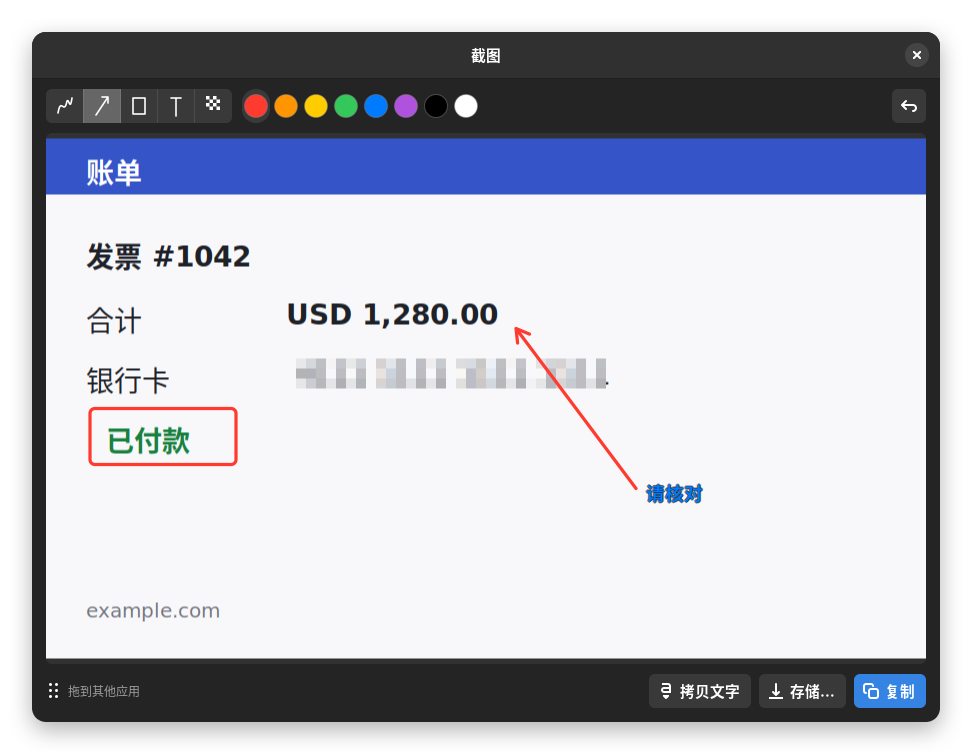 截图
账单
发票 #1042
合计 USD 1,280.00
银行卡
已付款
请核对
example.com
拖到其他应用
拷贝文字
存储...
复制